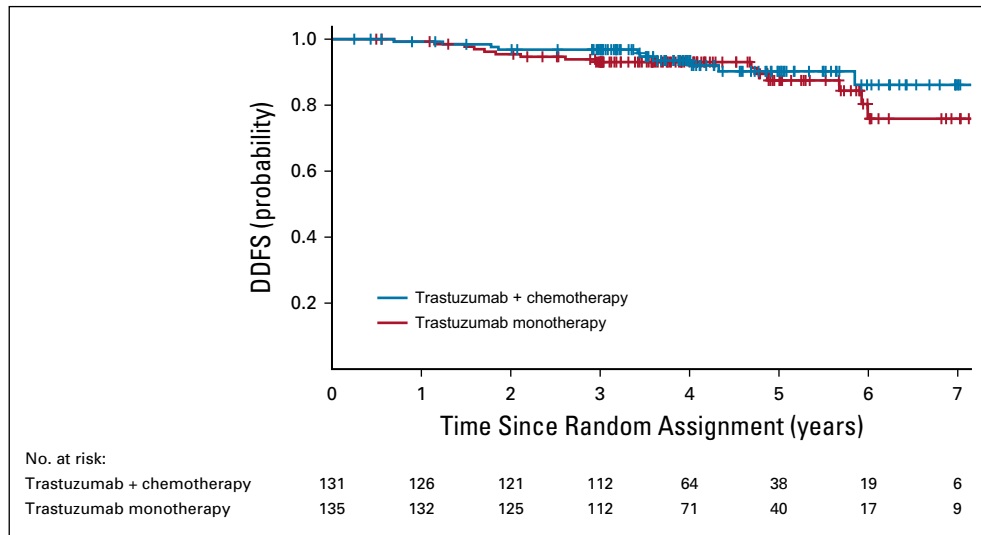 1.0
0.8
0.6
0.4
0.2
DDFS (probability)
Trastuzumab + chemotherapy
Trastuzumab monotherapy
0 1 2 3 4 5 6 7
Time Since Random Assignment (years)
No. at risk:
Trastuzumab + chemotherapy 131 126 121 112 64 38 19 6
Trastuzumab monotherapy 135 132 125 112 71 40 17 9